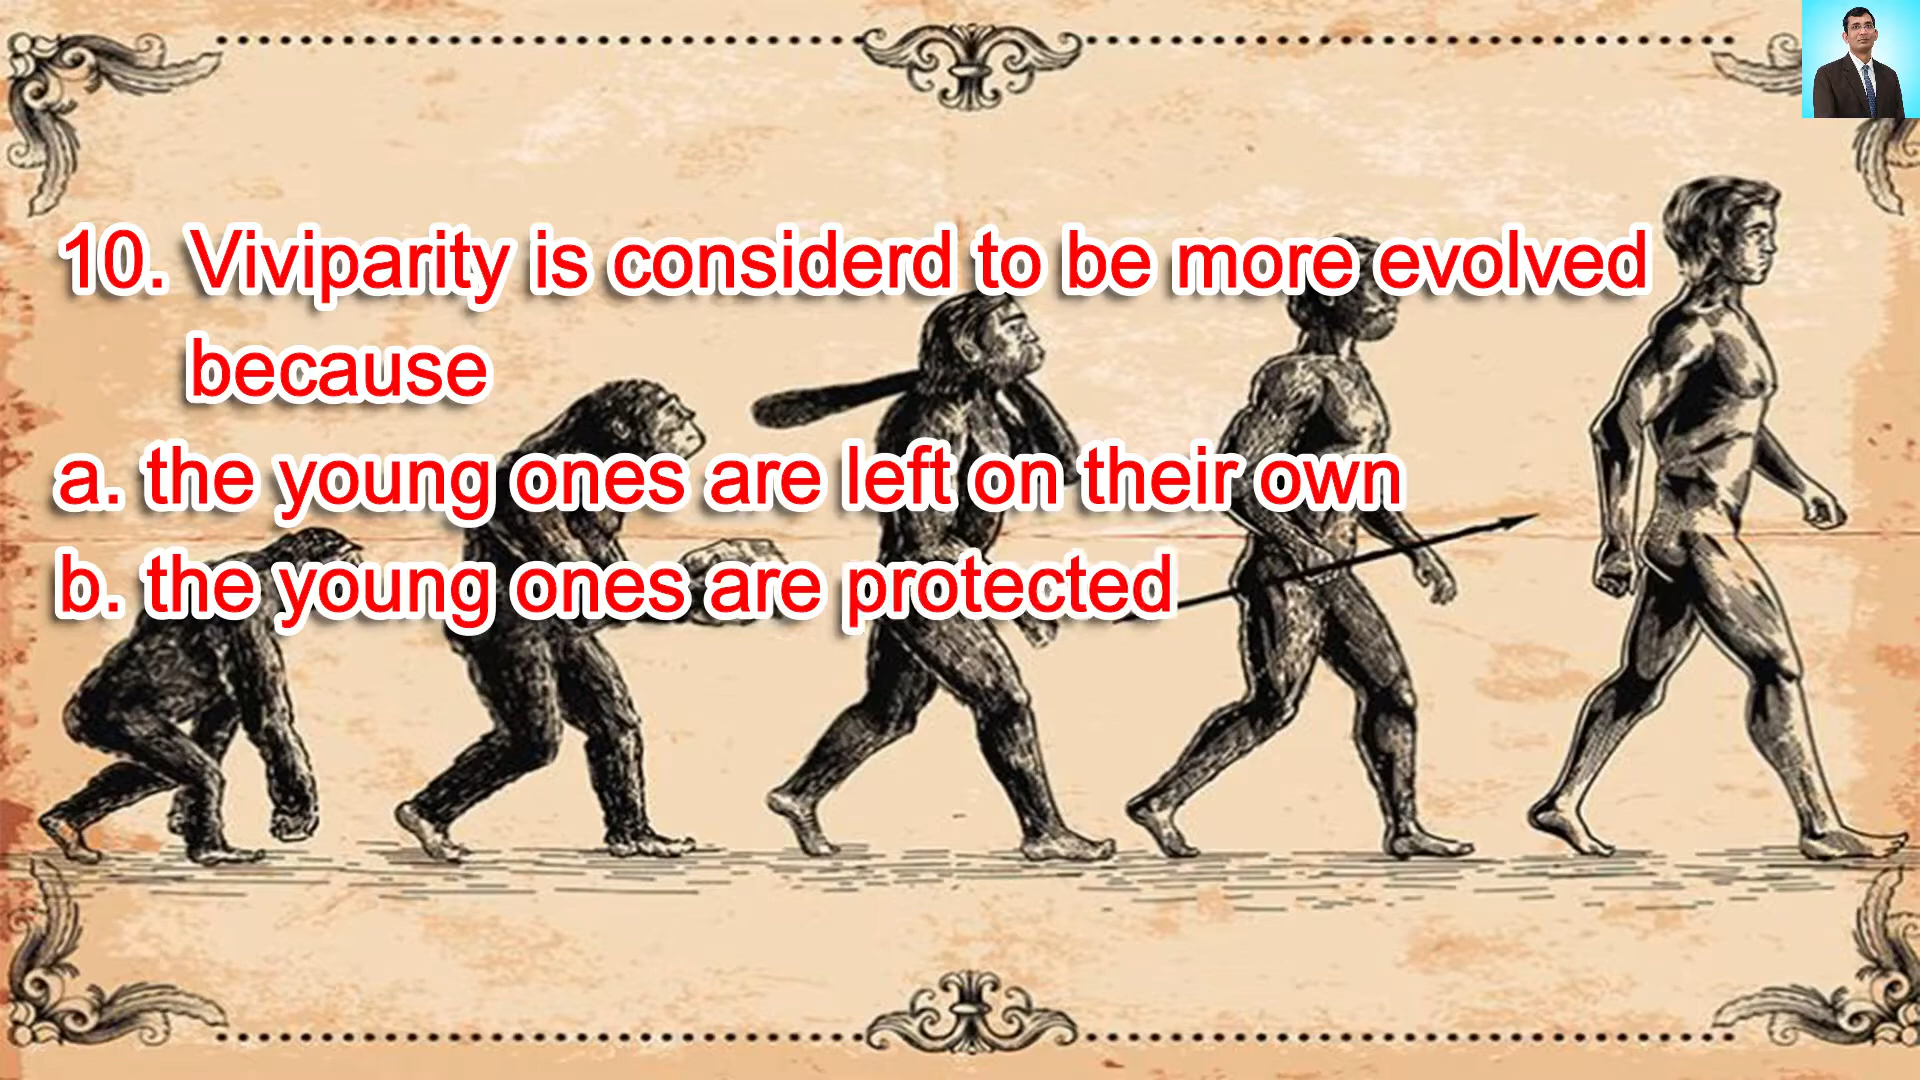 10. Viviparity is considerd to be more evolved
because
a. the young ones are left on their own
b. the young ones are protected